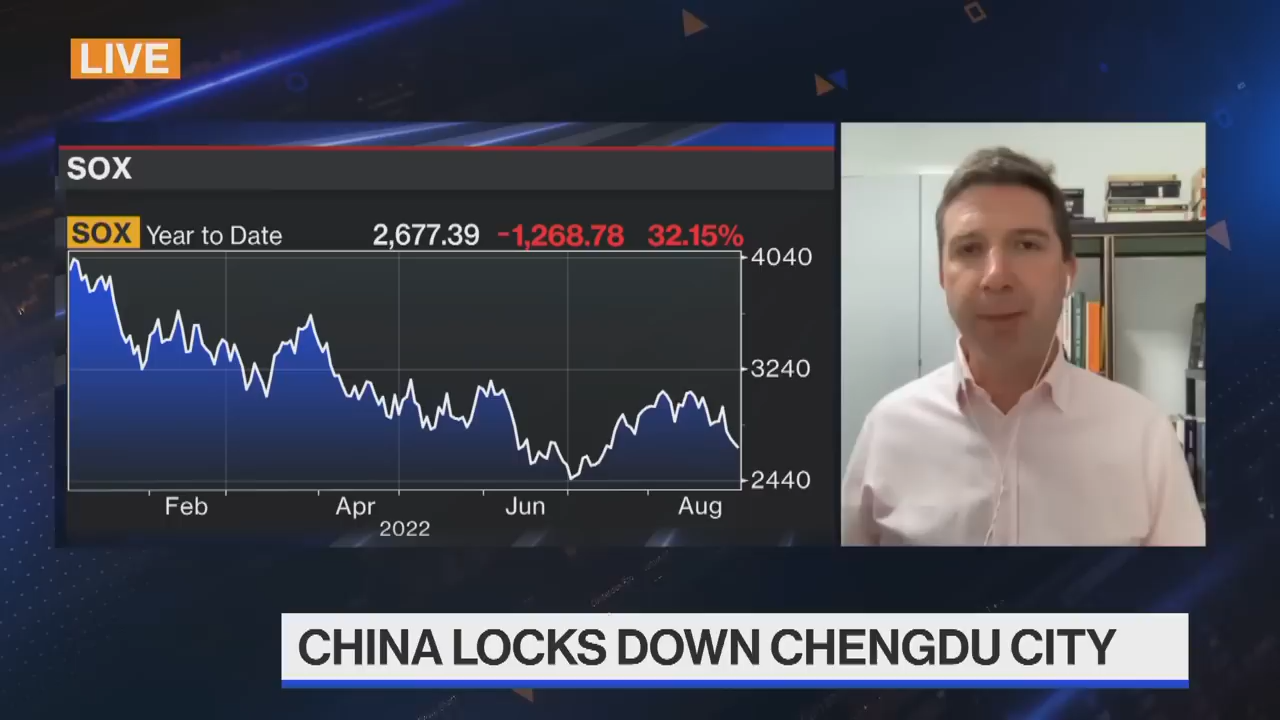 LIVE
SOX
SOX Year to Date 2,677.39 -1,268.78 32.15%
4040
3240
2440
Feb Apr Jun Aug
2022
CHINA LOCKS DOWN CHENGDU CITY